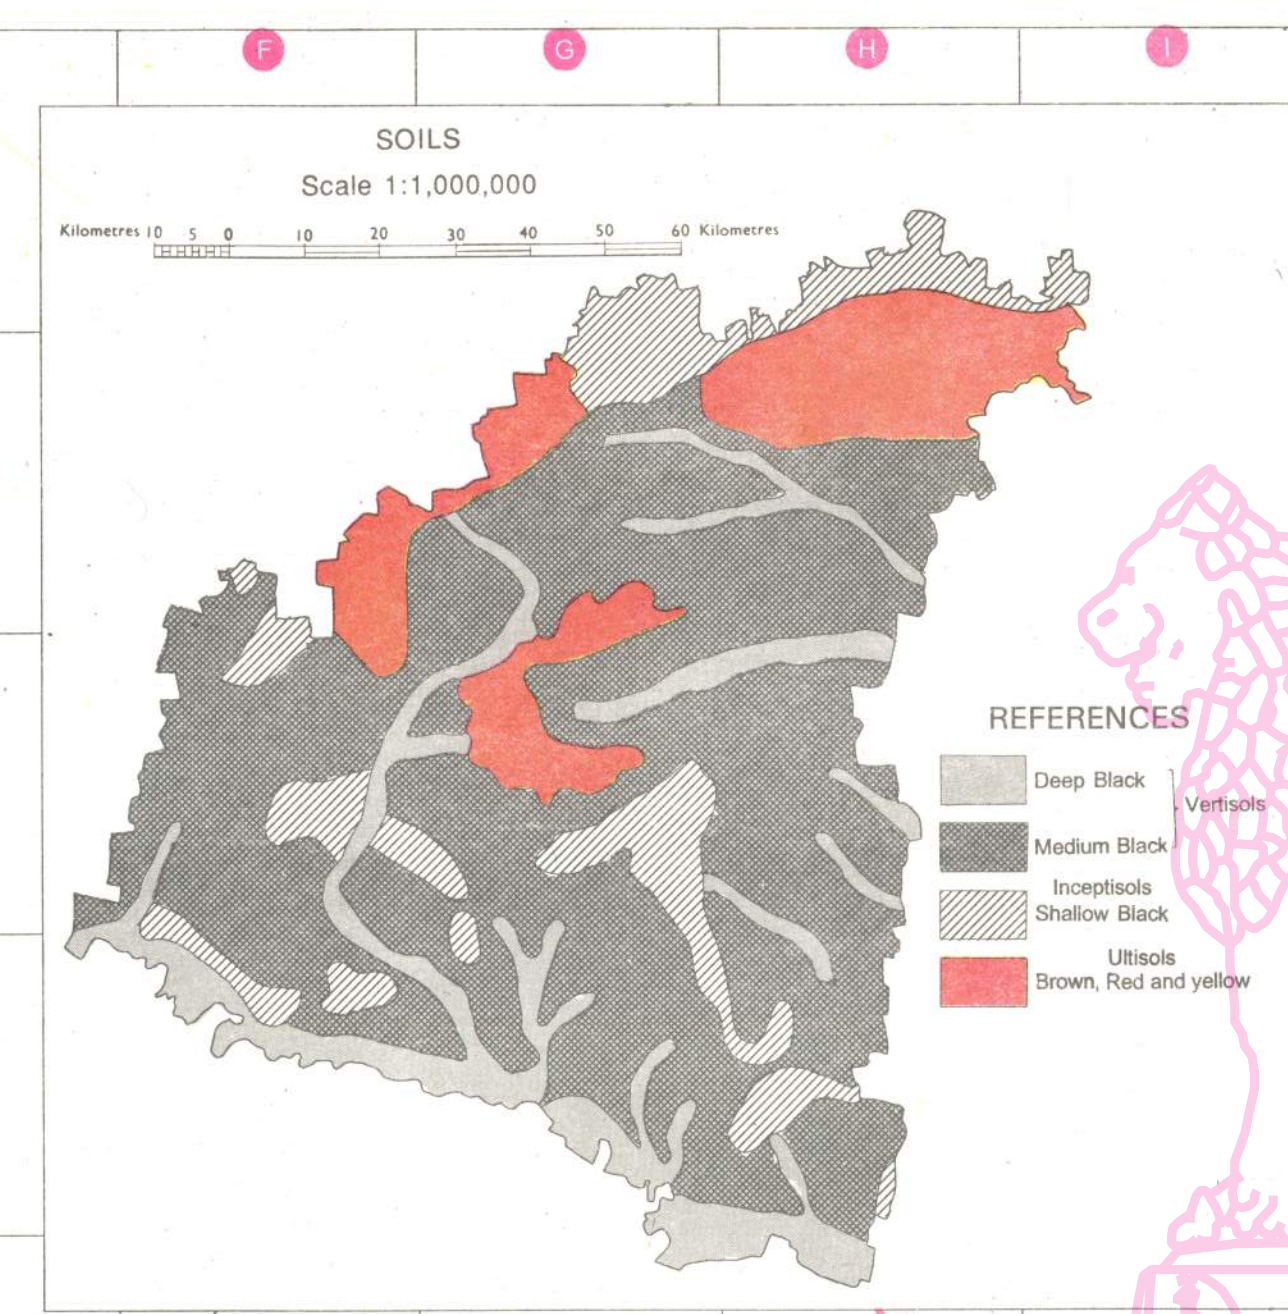 F G H I
SOILS
Scale 1:1,000,000
Kilometres 10 5 0 10 20 30 40 50 60 Kilometres
REFERENCES
Deep Black
Vertisols
Medium Black
Inceptisols
Shallow Black
Ultisols
Brown, Red and yellow